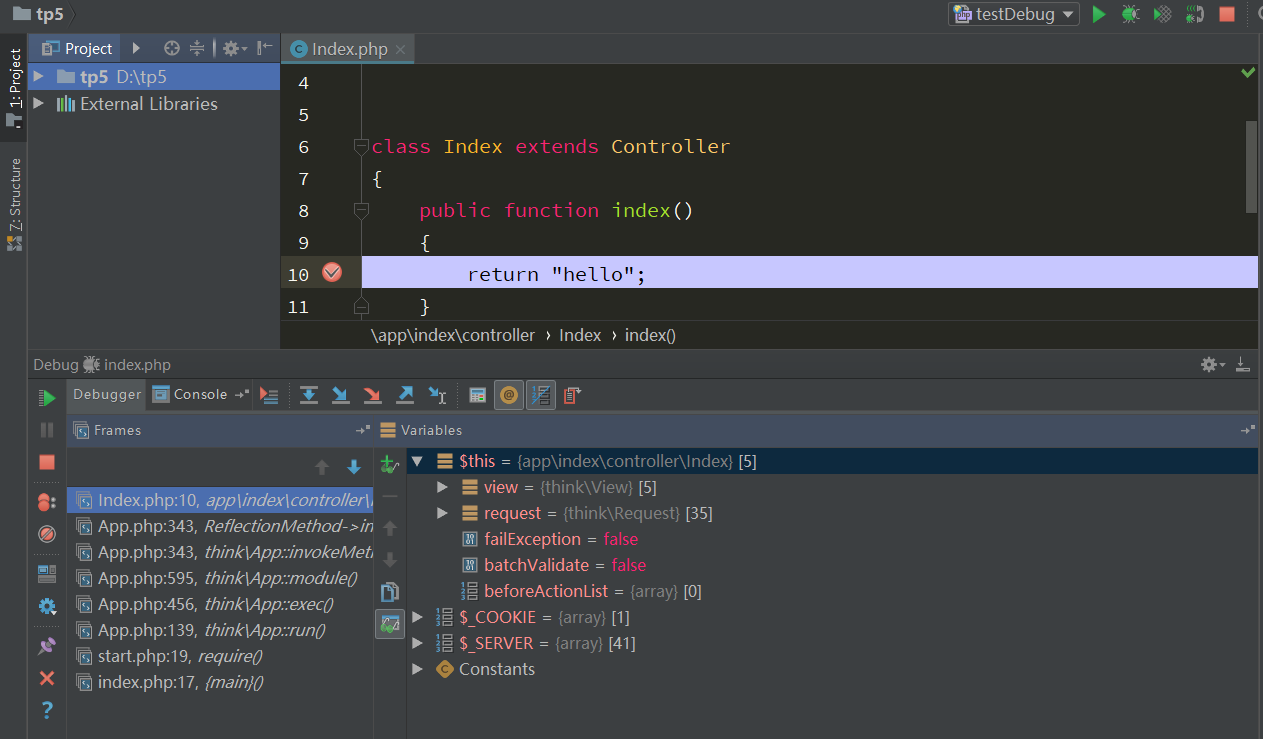 tp5
testDebug
1: Project
Project
Index.php
tp5 D:\tp5
External Libraries
Z: Structure
4
5
6 class Index extends Controller
7 {
8 public function index()
9 {
10 return "hello";
11 }
\app\index\controller › Index › index()
Debug index.php
Debugger Console
Frames
Variables
Index.php:10, app\index\controller\
App.php:343, ReflectionMethod->in
App.php:343, think\App::invokeMet
App.php:595, think\App::module()
App.php:456, think\App::exec()
App.php:139, think\App::run()
start.php:19, require()
index.php:17, {main}()
$this = {app\index\controller\Index} [5]
view = {think\View} [5]
request = {think\Request} [35]
failException = false
batchValidate = false
beforeActionList = {array} [0]
$_COOKIE = {array} [1]
$_SERVER = {array} [41]
Constants